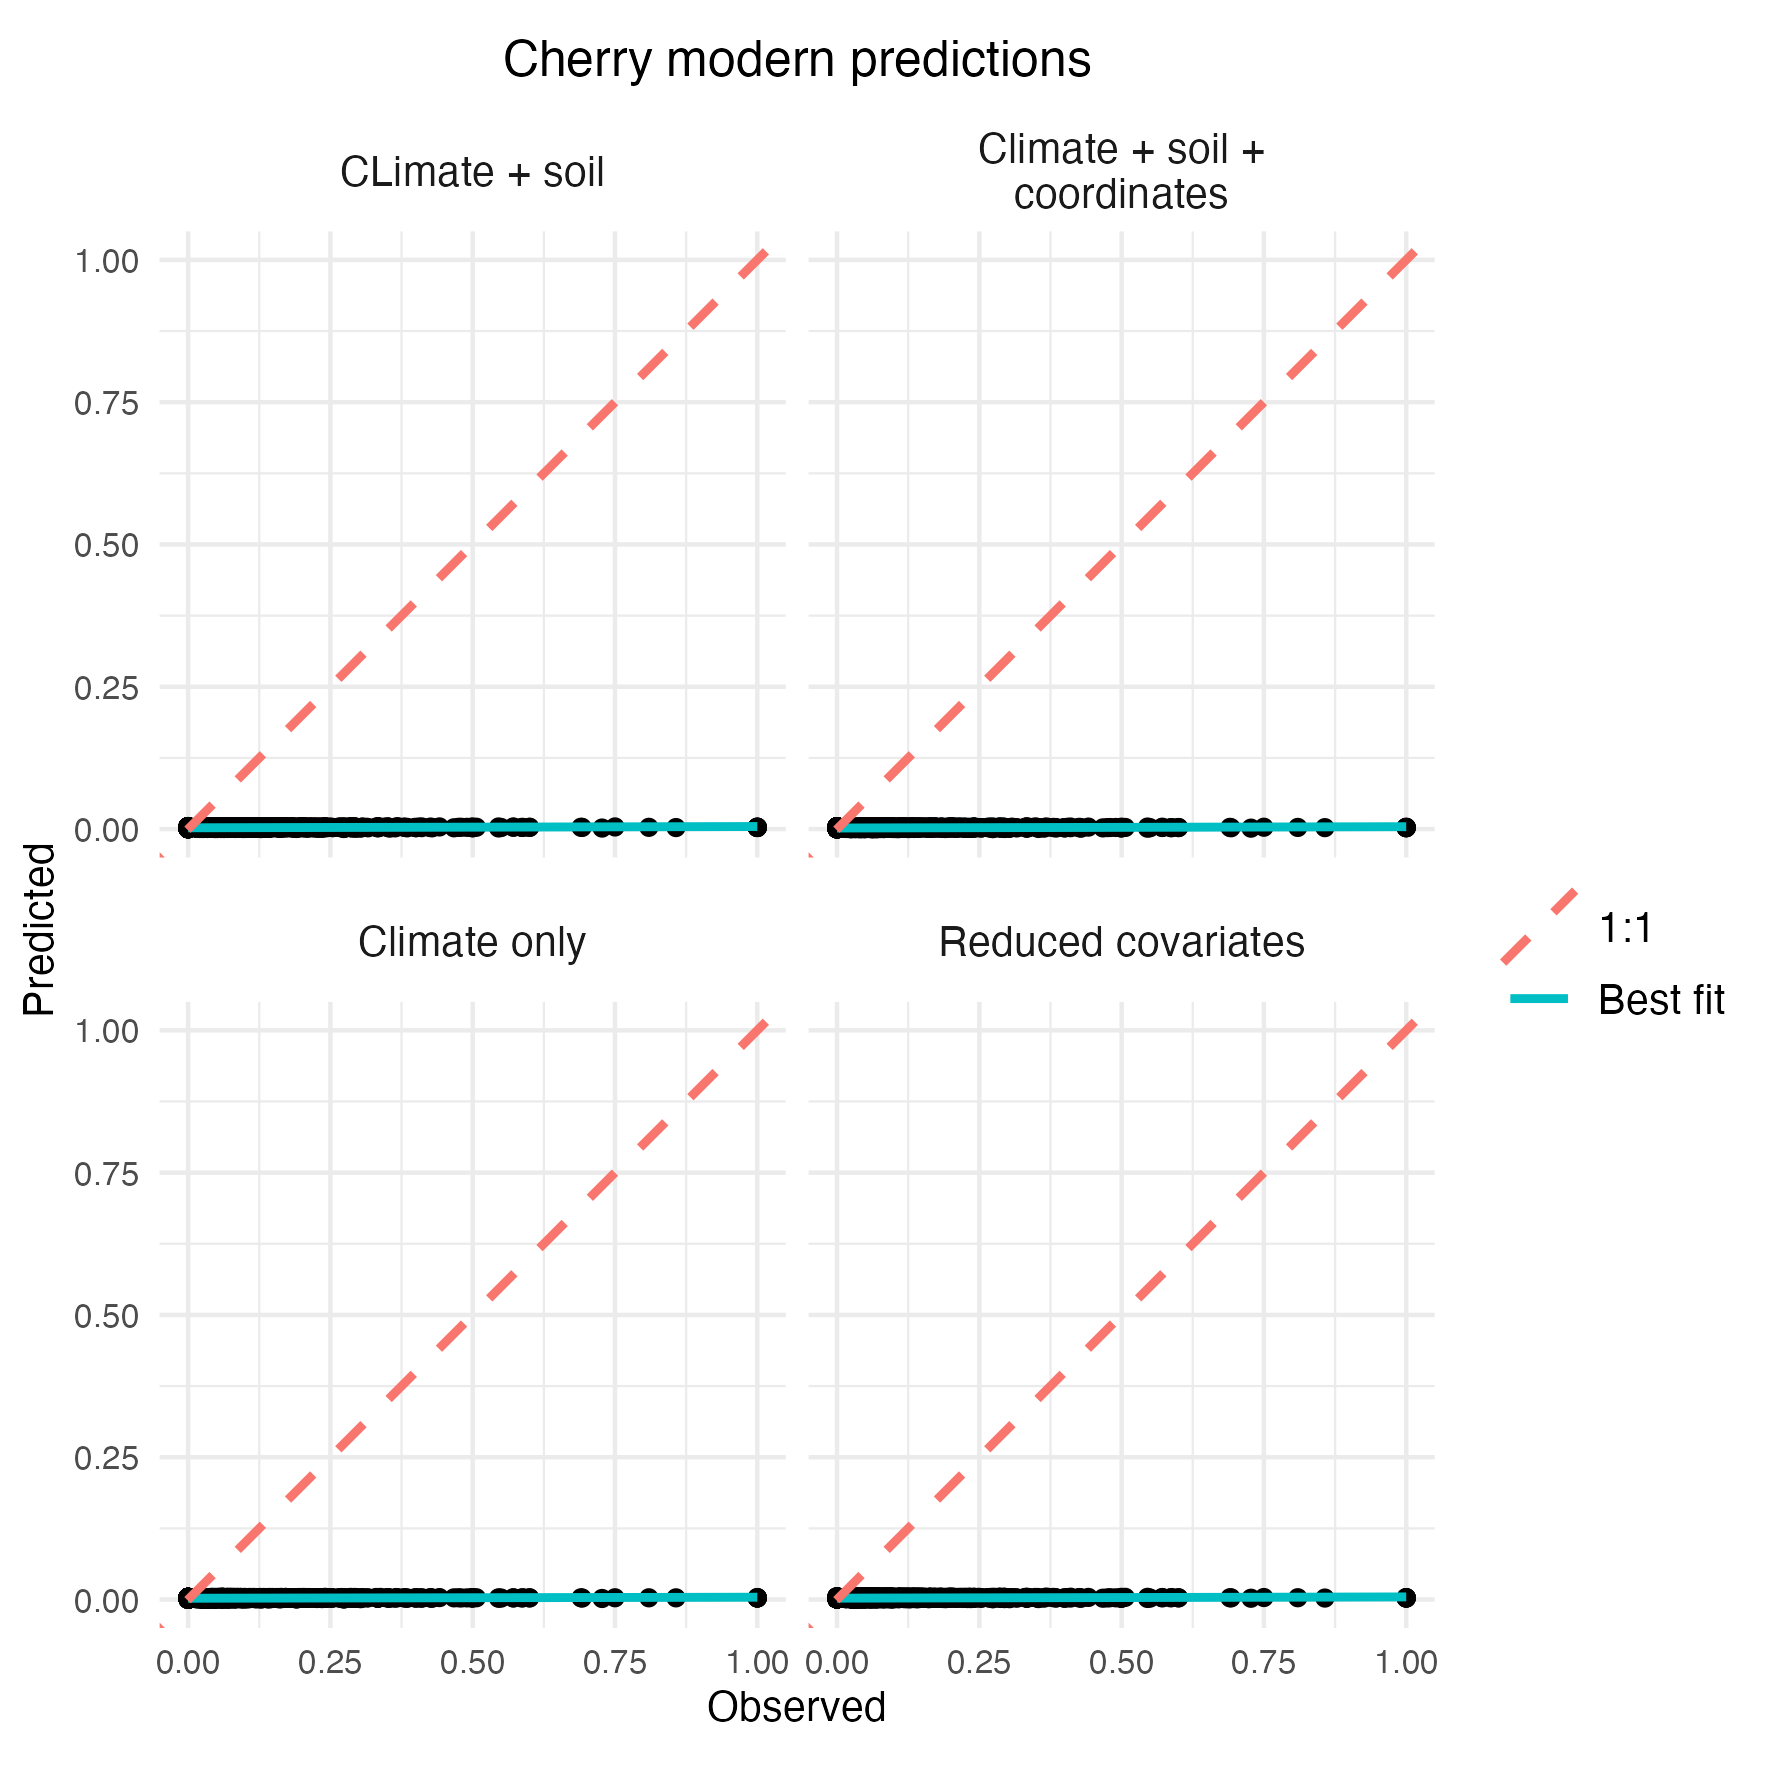 Cherry modern predictions
CLimate + soil
Climate + soil +
coordinates
1.00
0.75
0.50
0.25
0.00
Climate only
Reduced covariates
1.00
0.75
0.50
0.25
0.00
0.00 0.25 0.50 0.75 1.00 0.00 0.25 0.50 0.75 1.00
Observed
Predicted
1:1
Best fit